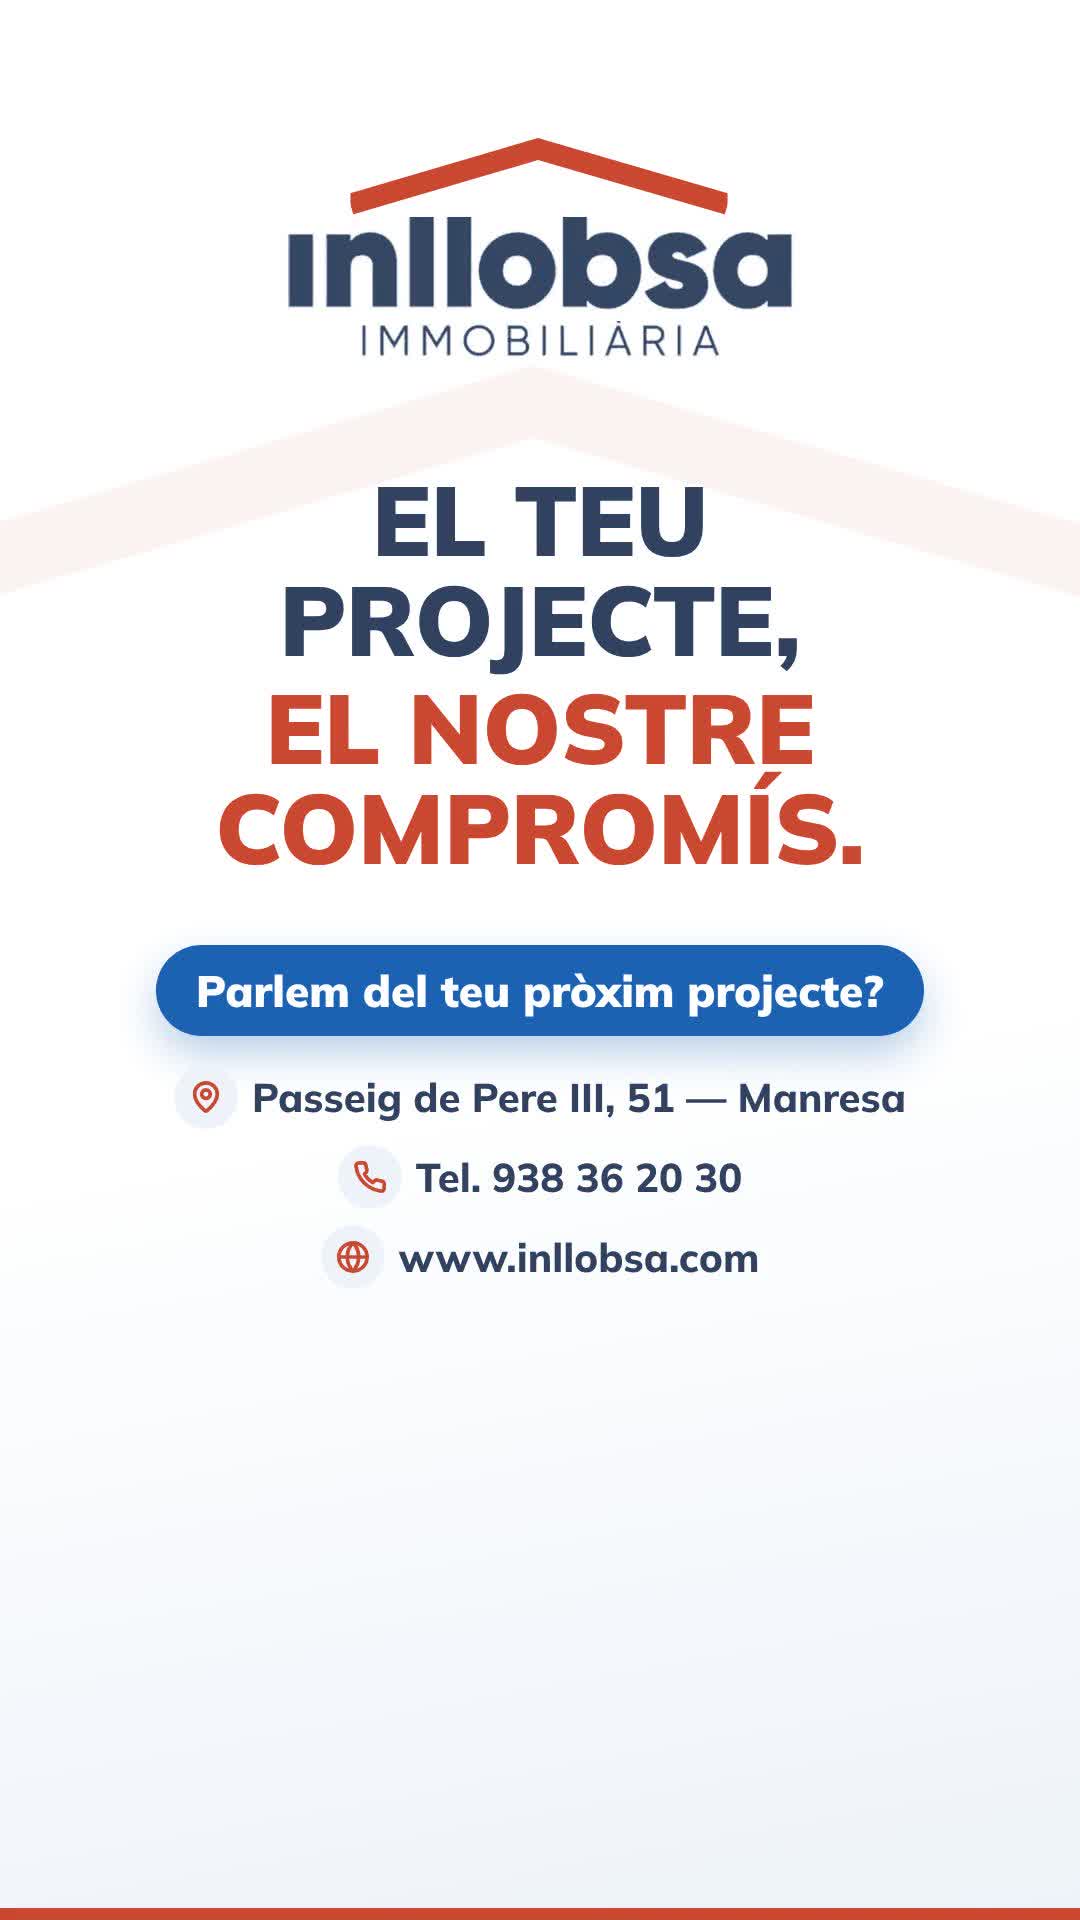 inllobsa
IMMOBILIÀRIA
EL TEU
PROJECTE,
EL NOSTRE
COMPROMÍS.
Parlem del teu pròxim projecte?
Passeig de Pere III, 51 — Manresa
Tel. 938 36 20 30
www.inllobsa.com